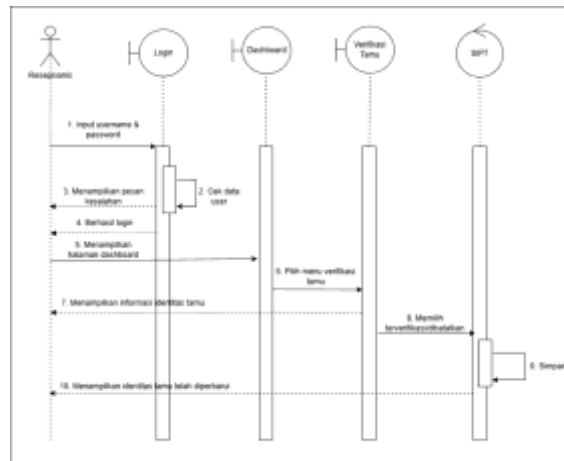 Login
Dashboard
Verifikasi
Tamu
SIPT
Resepsionis
1. Input username &
password
2. Cek data
user
3. Menampilkan pesan
kesalahan
4. Berhasil login
5. Menampilkan
halaman dashboard
6. Pilih menu verifikasi
tamu
7. Menampilkan informasi identitas tamu
8. Memilih
terverifikasi/dibatalkan
9. Simpan
10. Menampilkan identitas tamu telah diperbarui